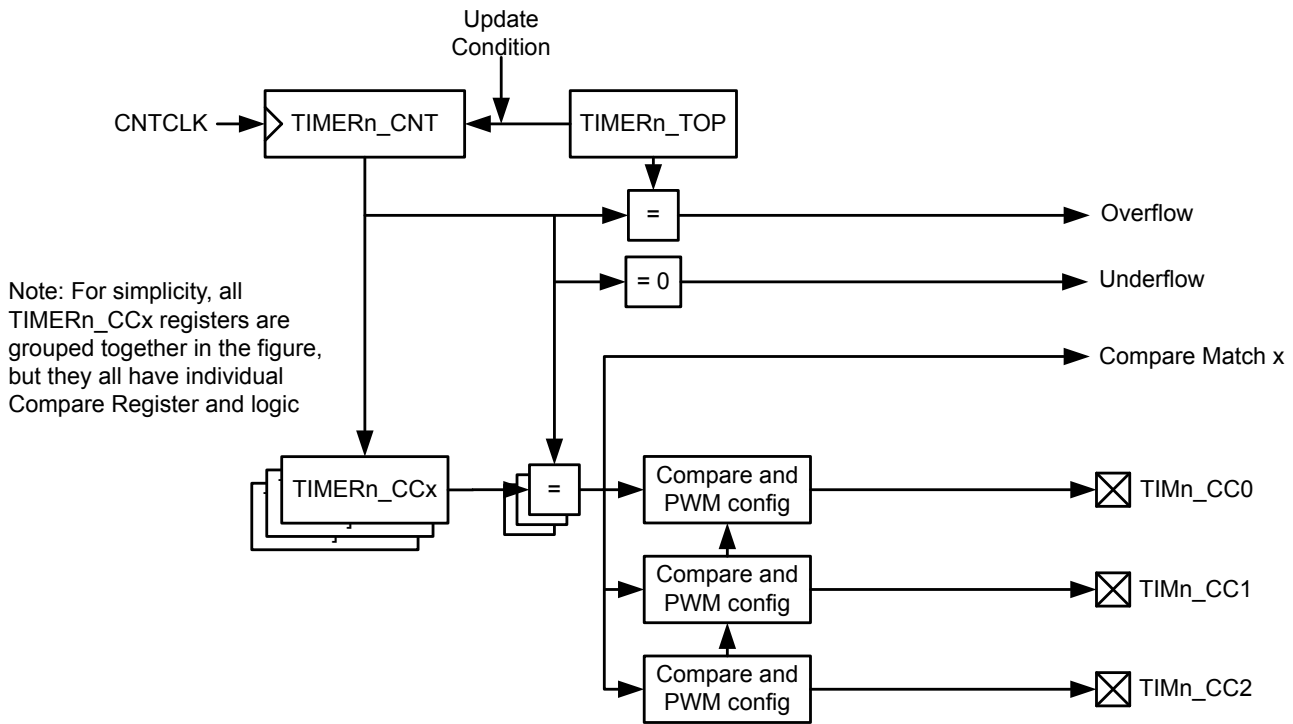 Update
Condition
CNTCLK
TIMERn_CNT
TIMERn_TOP
=
Overflow
= 0
Underflow
Note: For simplicity, all
TIMERn_CCx registers are
grouped together in the figure,
but they all have individual
Compare Register and logic
Compare Match x
TIMERn_CCx
=
Compare and
PWM config
TIMn_CC0
Compare and
PWM config
TIMn_CC1
Compare and
PWM config
TIMn_CC2